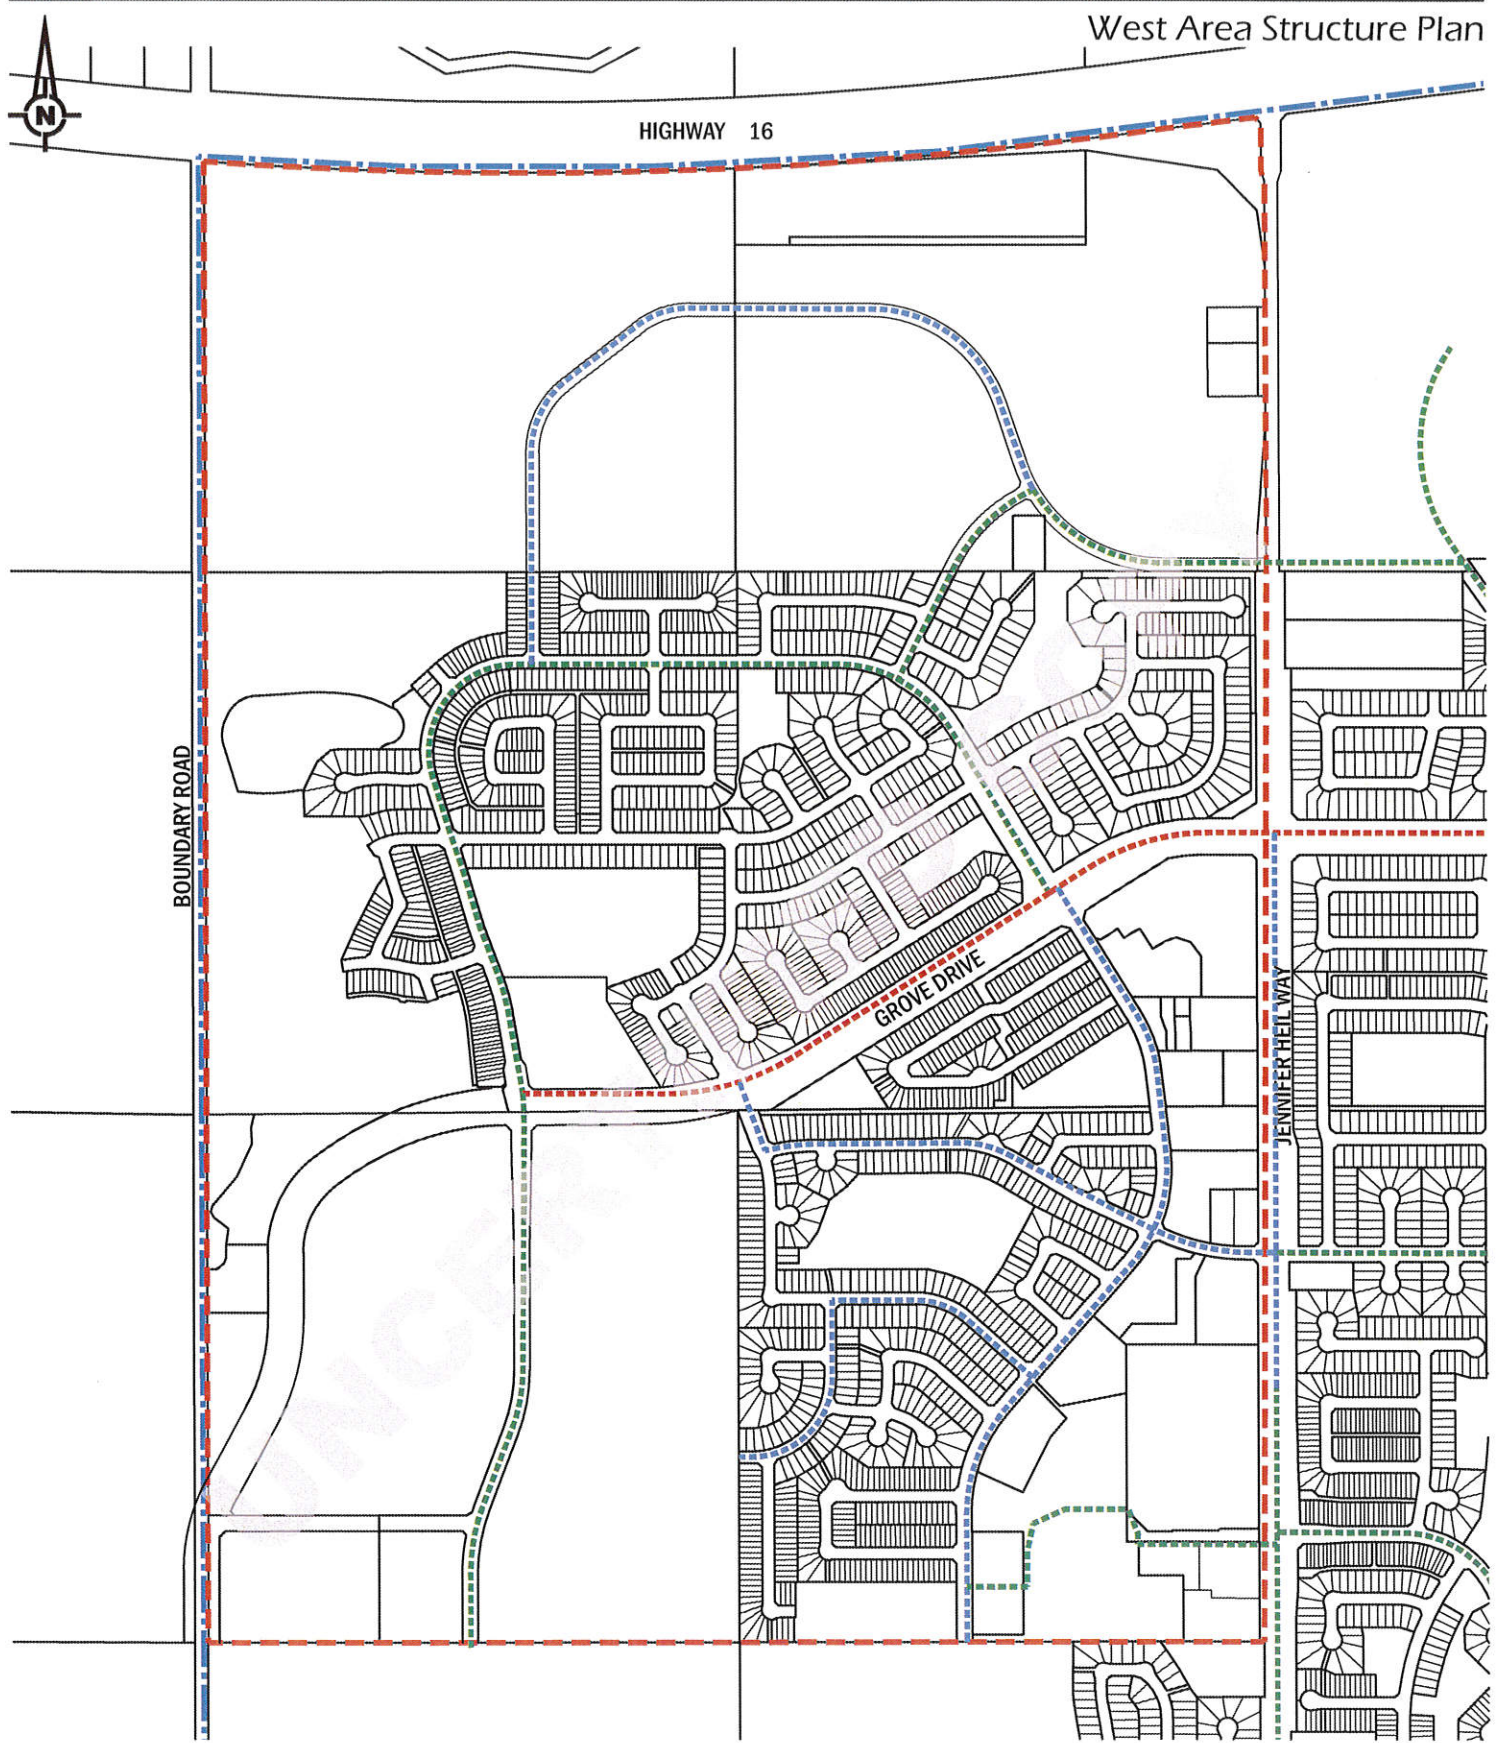 West Area Structure Plan
N
HIGHWAY 16
BOUNDARY ROAD
GROVE DRIVE
JENNIFER HEIL WAY